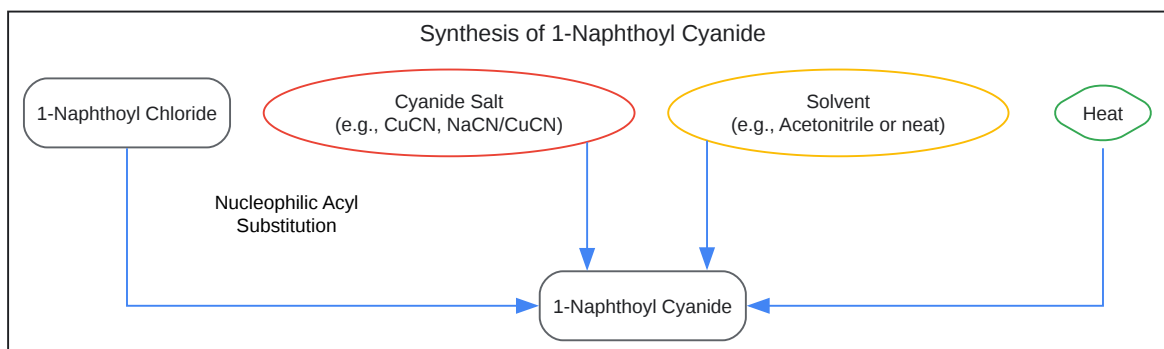 Synthesis of 1-Naphthoyl Cyanide
1-Naphthoyl Chloride
Cyanide Salt
(e.g., CuCN, NaCN/CuCN)
Solvent
(e.g., Acetonitrile or neat)
Heat
Nucleophilic Acyl
Substitution
1-Naphthoyl Cyanide